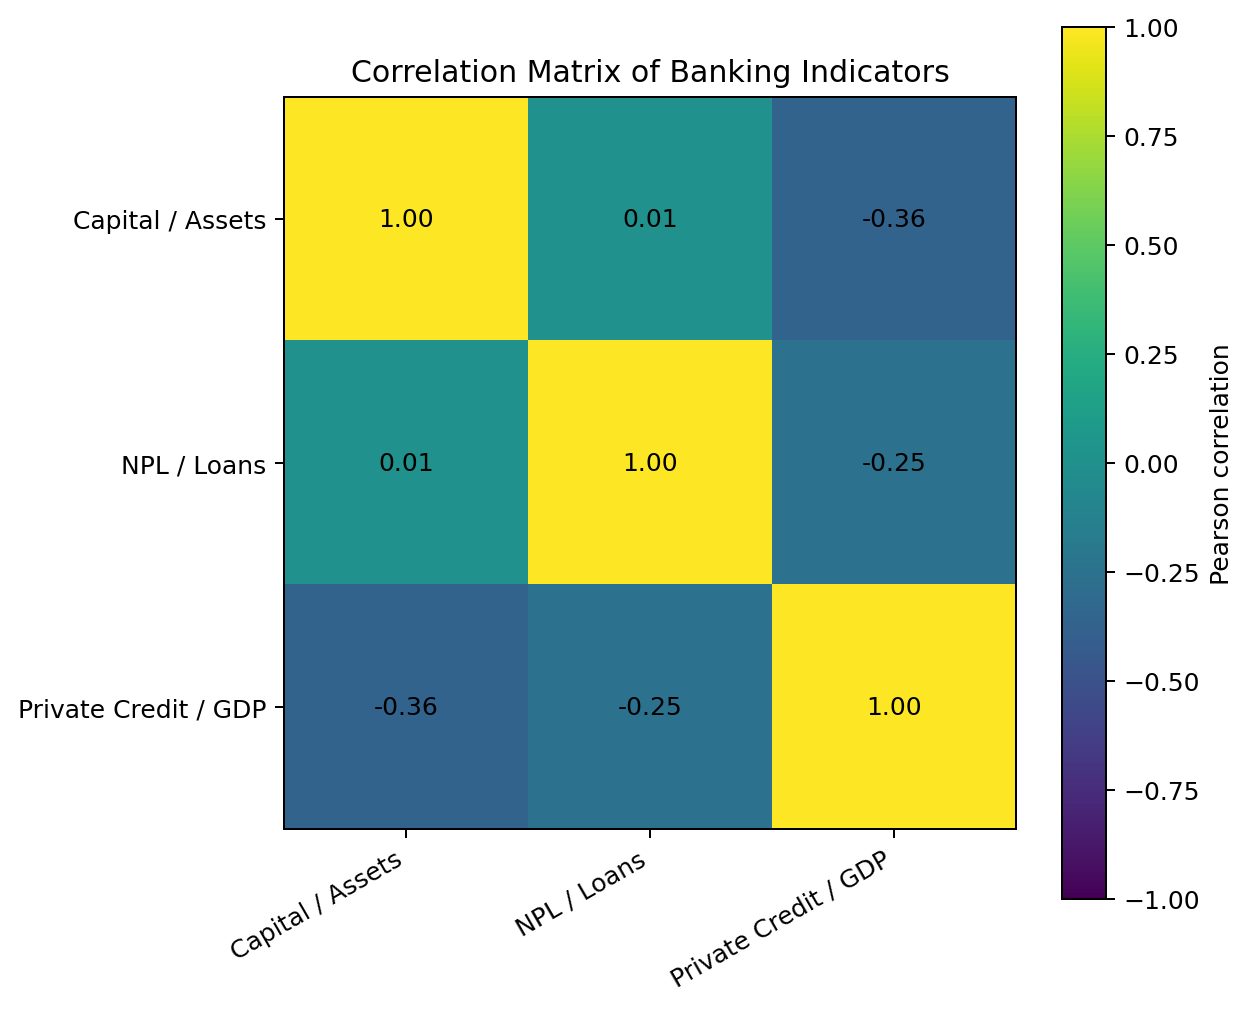 Correlation Matrix of Banking Indicators
Capital / Assets
NPL / Loans
Private Credit / GDP
1.00 0.01 -0.36
0.01 1.00 -0.25
-0.36 -0.25 1.00
Capital / Assets
NPL / Loans
Private Credit / GDP
1.00
0.75
0.50
0.25
0.00
−0.25
−0.50
−0.75
−1.00
Pearson correlation